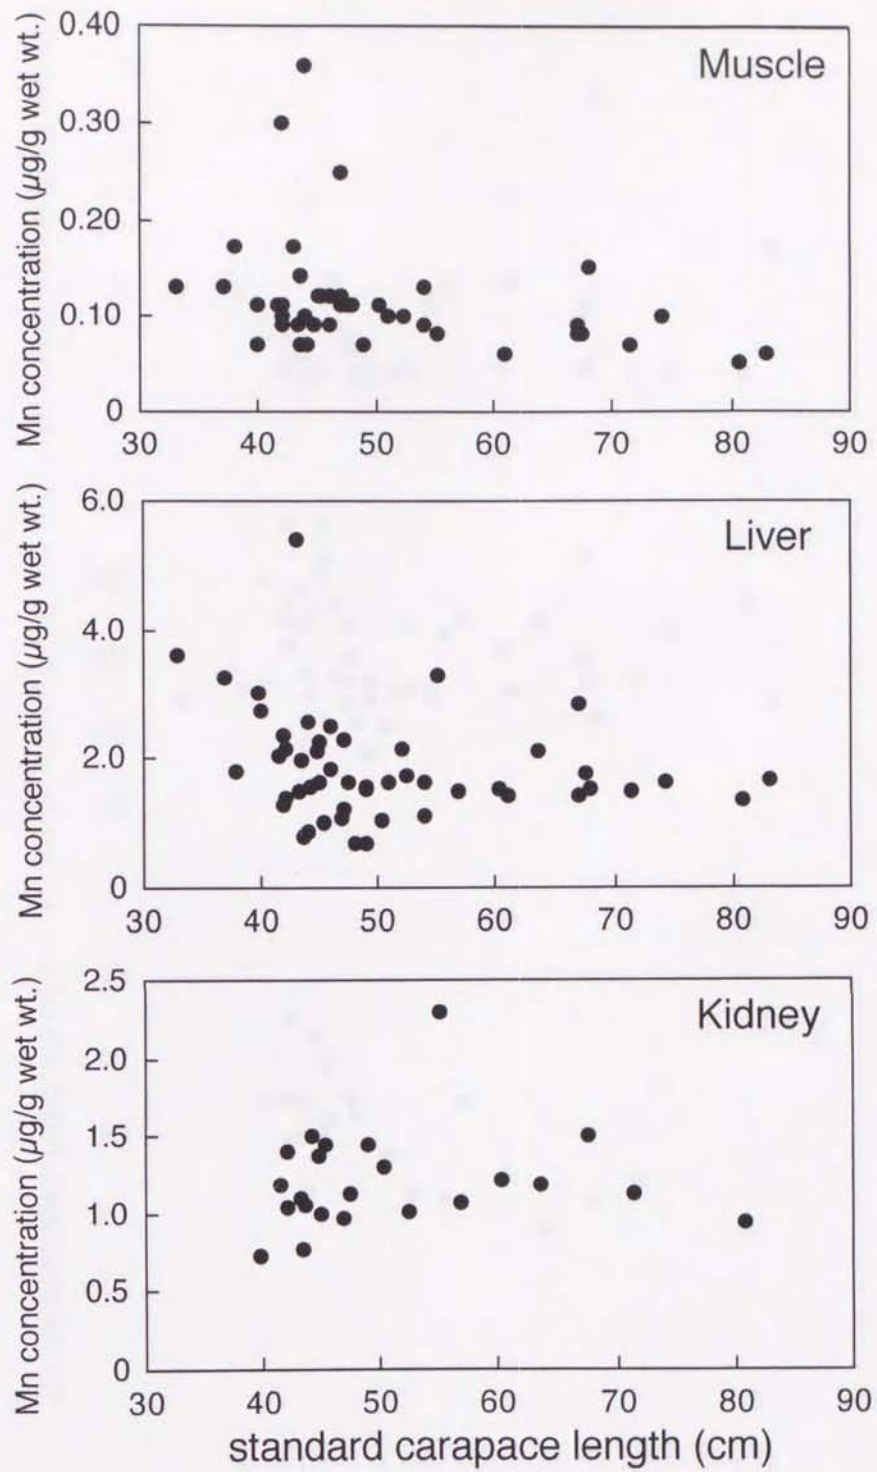 Muscle
Mn concentration (µg/g wet wt.)
0.40
0.30
0.20
0.10
0
30 40 50 60 70 80 90
Liver
Mn concentration (µg/g wet wt.)
6.0
4.0
2.0
0
30 40 50 60 70 80 90
Kidney
Mn concentration (µg/g wet wt.)
2.5
2.0
1.5
1.0
0.5
0
30 40 50 60 70 80 90
standard carapace length (cm)